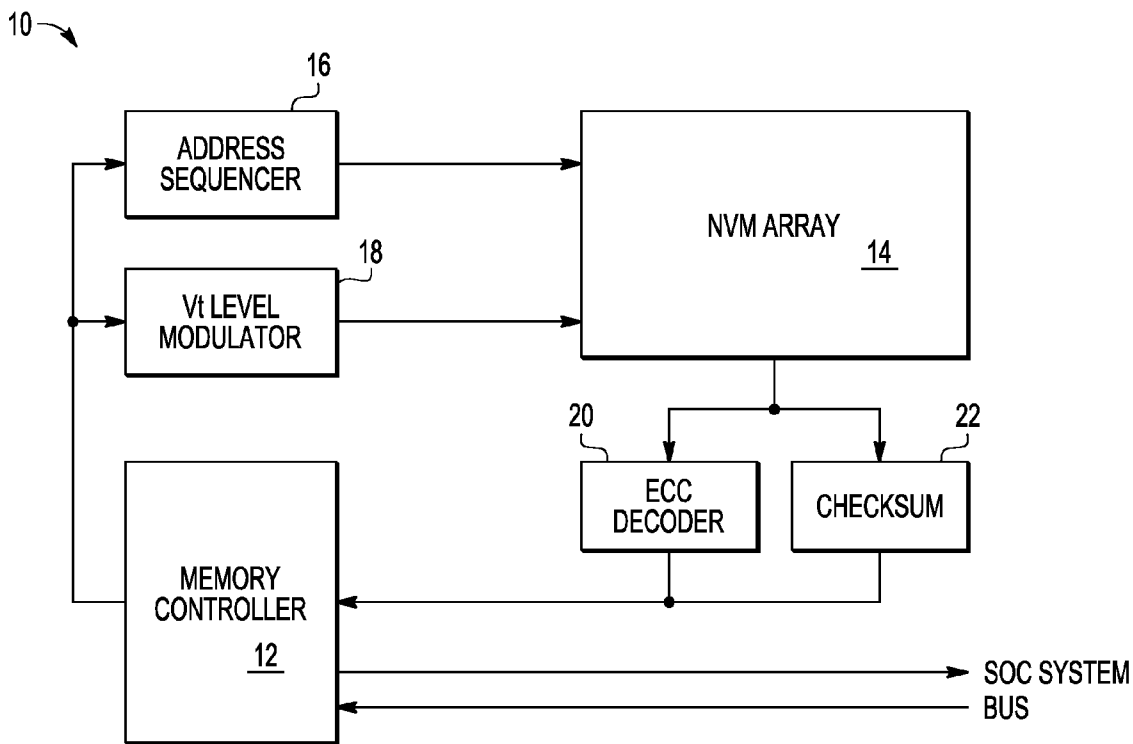 10
16
ADDRESS
SEQUENCER
NVM ARRAY
14
18
Vt LEVEL
MODULATOR
20
22
ECC
DECODER
CHECKSUM
MEMORY
CONTROLLER
12
SOC SYSTEM
BUS